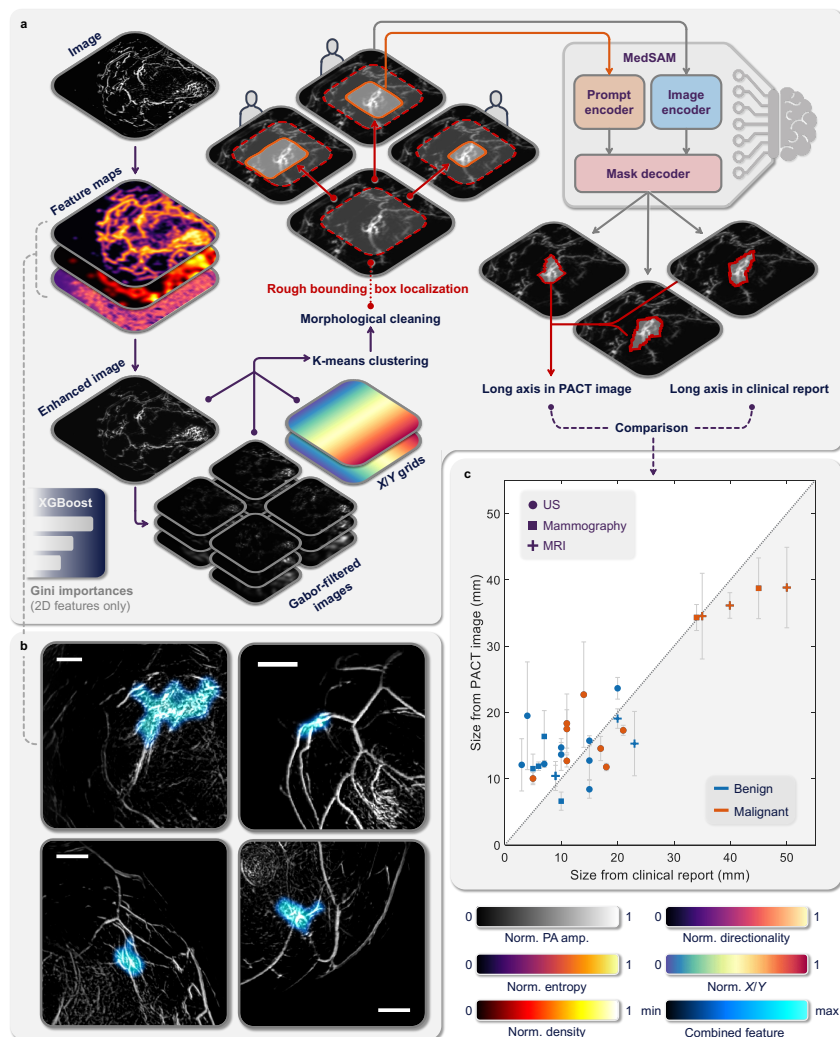 a
Image
Feature maps
Enhanced image
XGBoost
Gini importances
(2D features only)
Gabor-filtered
images
X/Y grids
K-means clustering
Morphological cleaning
Rough bounding box localization
MedSAM
Prompt
encoder
Image
encoder
Mask decoder
Long axis in PACT image
Long axis in clinical report
Comparison
b
c
US
Mammography
MRI
Benign
Malignant
Size from PACT image (mm)
50
40
30
20
10
0
0
10
20
30
40
50
Size from clinical report (mm)
0
1
Norm. PA amp.
0
1
Norm. directionality
0
1
Norm. entropy
0
1
Norm. X/Y
0
1
Norm. density
min
max
Combined feature